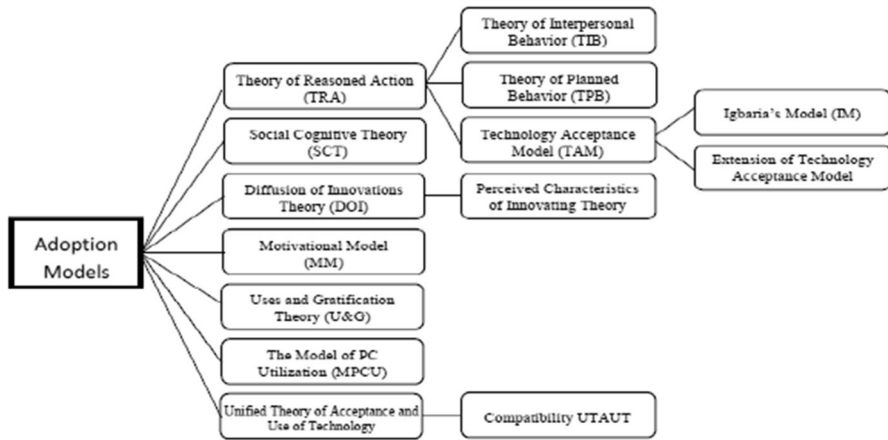 Adoption
Models
Theory of Reasoned Action
(TRA)
Social Cognitive Theory
(SCT)
Diffusion of Innovations
Theory (DOI)
Motivational Model
(MM)
Uses and Gratification
Theory (U&G)
The Model of PC
Utilization (MPCU)
Unified Theory of Acceptance and
Use of Technology
Theory of Interpersonal
Behavior (TIB)
Theory of Planned
Behavior (TPB)
Technology Acceptance
Model (TAM)
Perceived Characteristics
of Innovating Theory
Compatibility UTAUT
Igbaria's Model (IM)
Extension of Technology
Acceptance Model